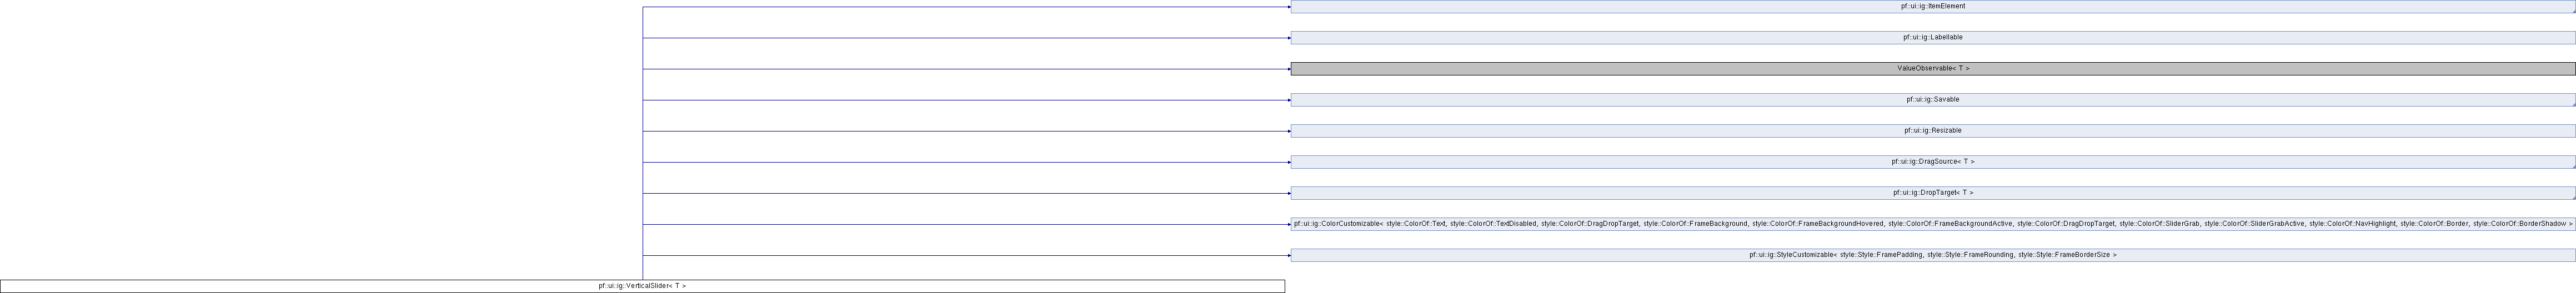 pf::ui::ig::ItemElement
pf::ui::ig::Labellable
ValueObservable< T >
pf::ui::ig::Savable
pf::ui::ig::Resizable
pf::ui::ig::DragSource< T >
pf::ui::ig::DropTarget< T >
pf::ui::ig::ColorCustomizable< style::ColorOf::Text, style::ColorOf::TextDisabled, style::ColorOf::DragDropTarget, style::ColorOf::FrameBackground, style::ColorOf::FrameBackgroundHovered, style::ColorOf::FrameBackgroundActive, style::ColorOf::DragDropTarget, style::ColorOf::SliderGrab, style::ColorOf::SliderGrabActive, style::ColorOf::NavHighlight, style::ColorOf::Border, style::ColorOf::BorderShadow >
pf::ui::ig::StyleCustomizable< style::Style::FramePadding, style::Style::FrameRounding, style::Style::FrameBorderSize >
pf::ui::ig::VerticalSlider< T >